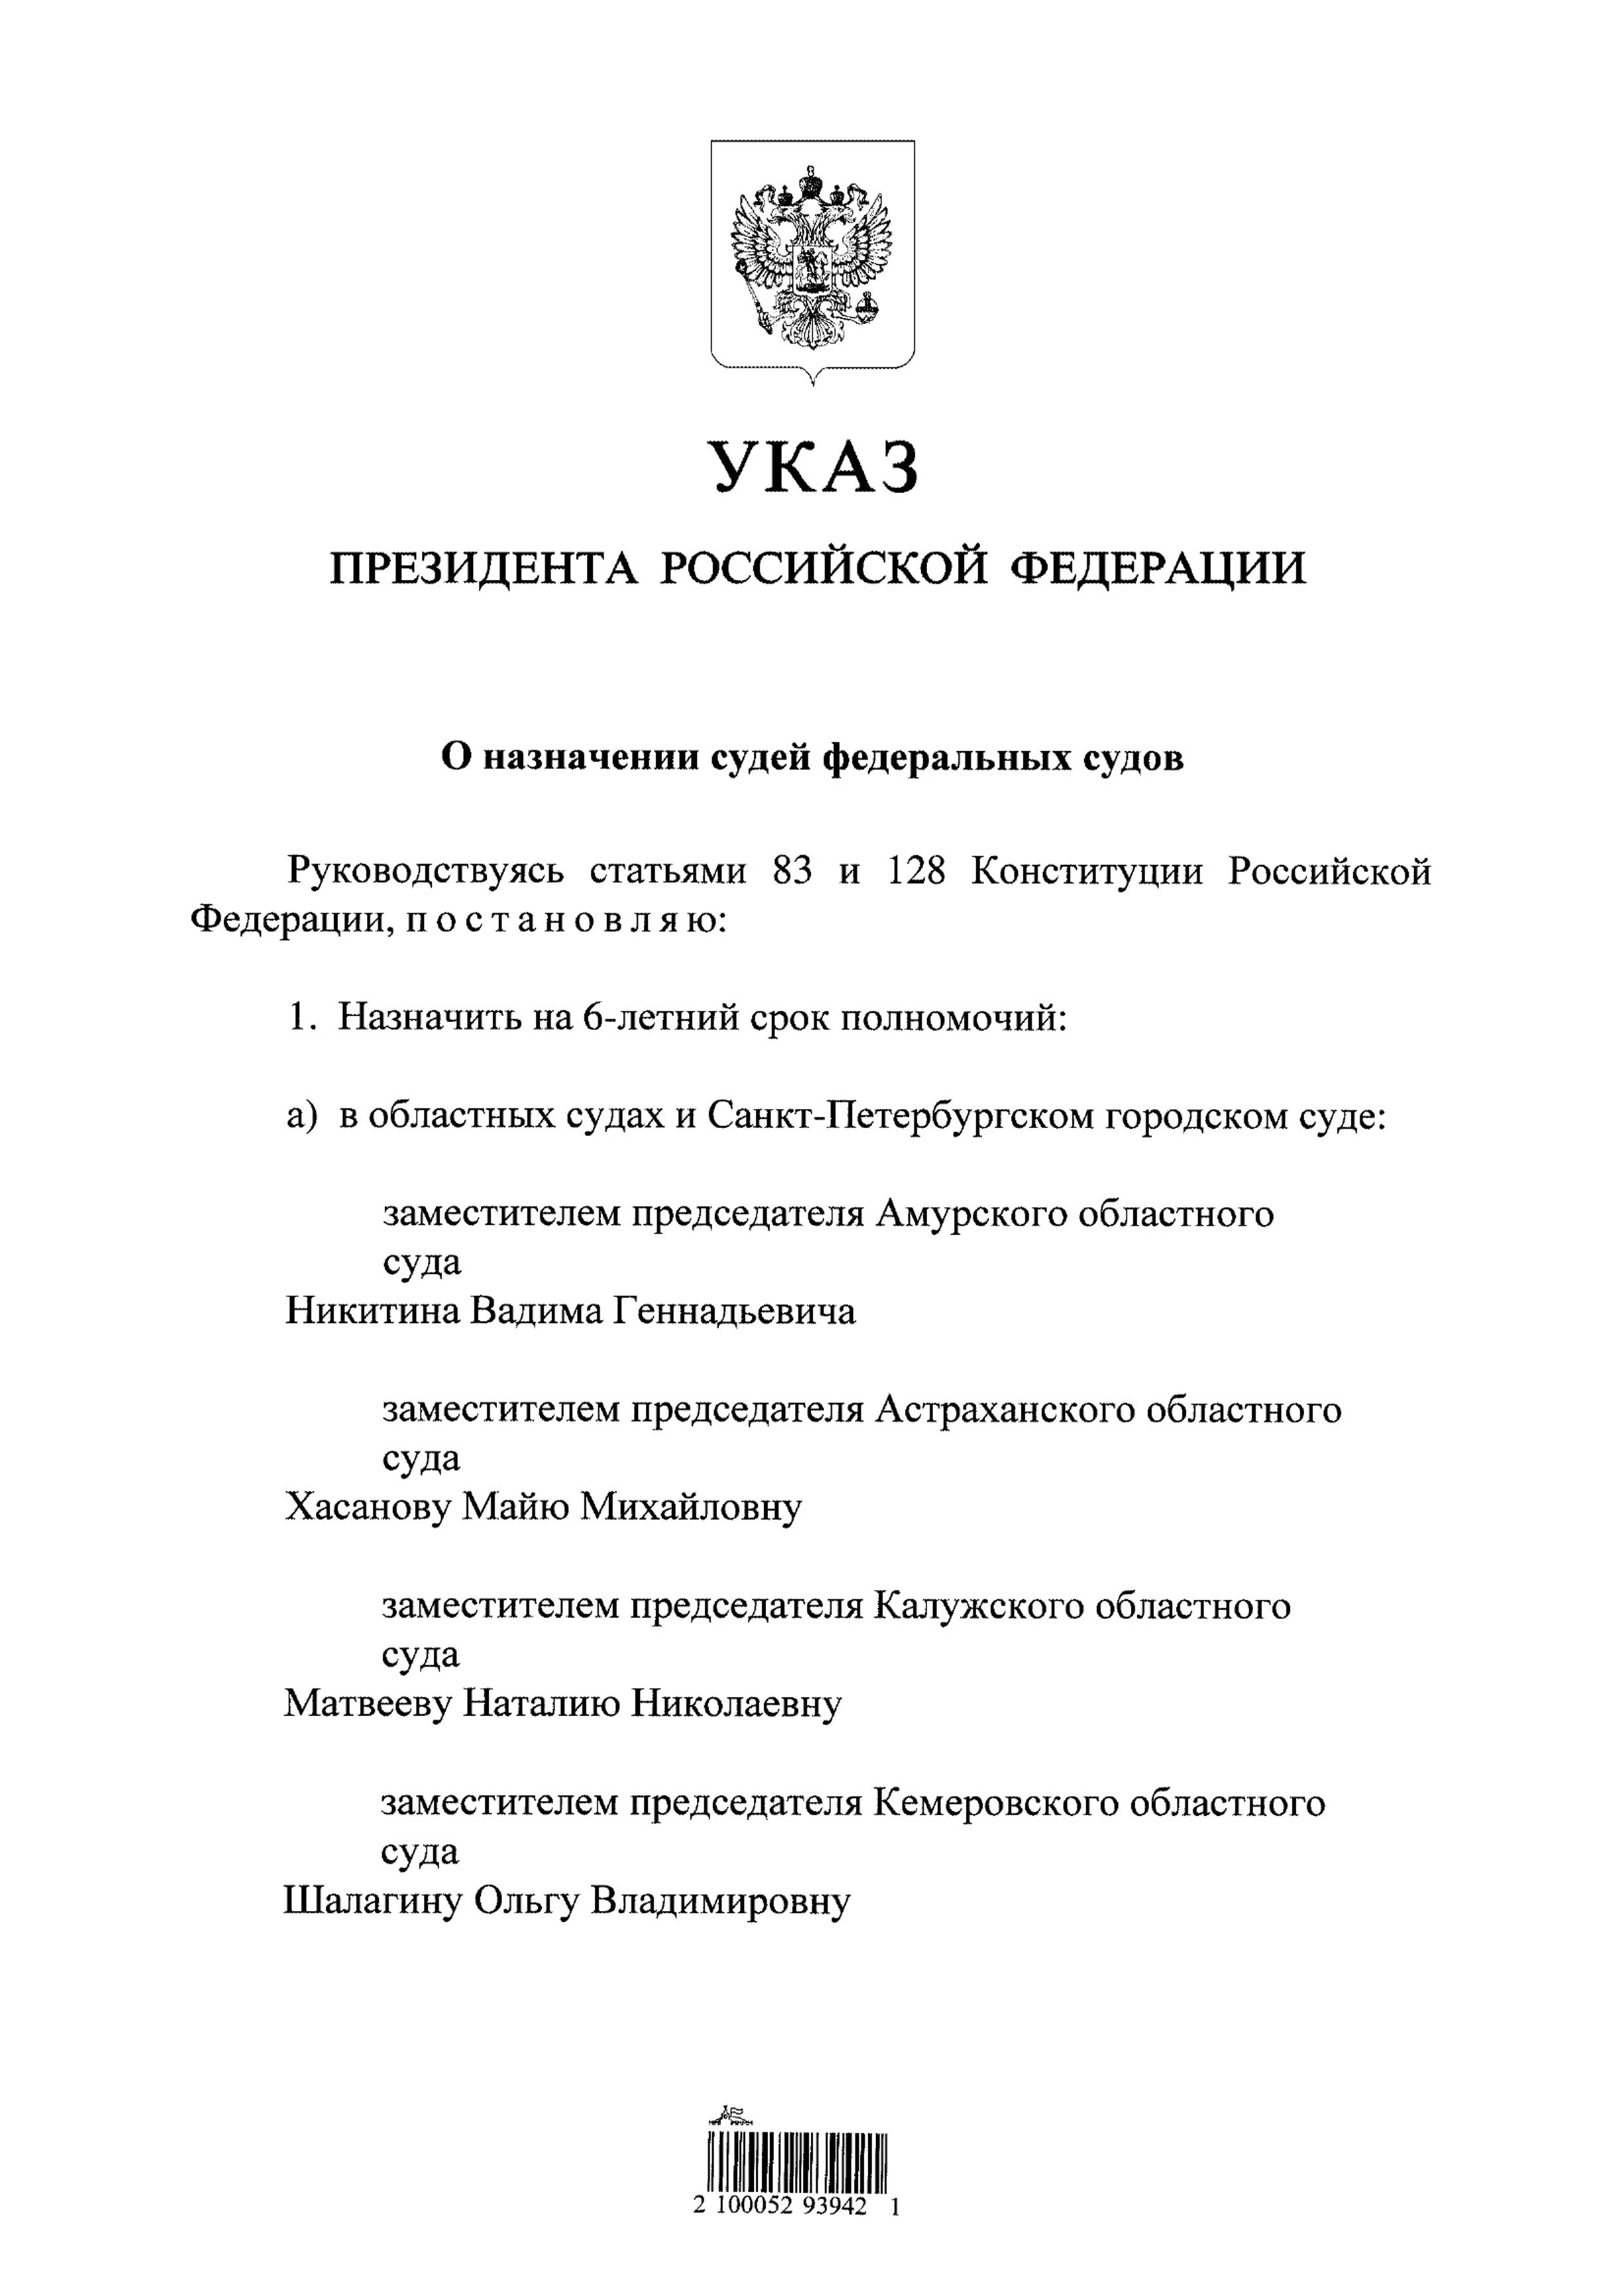 УКАЗ
ПРЕЗИДЕНТА РОССИЙСКОЙ ФЕДЕРАЦИИ
О назначении судей федеральных судов
Руководствуясь статьями 83 и 128 Конституции Российской
Федерации, п о с т а н о в л я ю:
1. Назначить на 6-летний срок полномочий:
а) в областных судах и Санкт-Петербургском городском суде:
заместителем председателя Амурского областного
суда
Никитина Вадима Геннадьевича
заместителем председателя Астраханского областного
суда
Хасанову Майю Михайловну
заместителем председателя Калужского областного
суда
Матвееву Наталию Николаевну
заместителем председателя Кемеровского областного
суда
Шалагину Ольгу Владимировну
2 100052 93942 1